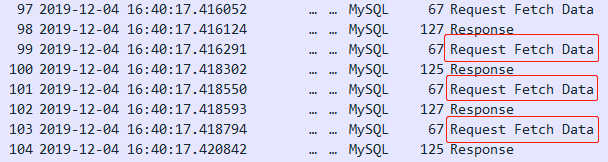 97 2019-12-04 16:40:17.416052 … … MySQL 67 Request Fetch Data
98 2019-12-04 16:40:17.416124 … … MySQL 127 Response
99 2019-12-04 16:40:17.416291 … … MySQL 67 Request Fetch Data
100 2019-12-04 16:40:17.418302 … … MySQL 125 Response
101 2019-12-04 16:40:17.418550 … … MySQL 67 Request Fetch Data
102 2019-12-04 16:40:17.418593 … … MySQL 127 Response
103 2019-12-04 16:40:17.418794 … … MySQL 67 Request Fetch Data
104 2019-12-04 16:40:17.420842 … … MySQL 125 Response